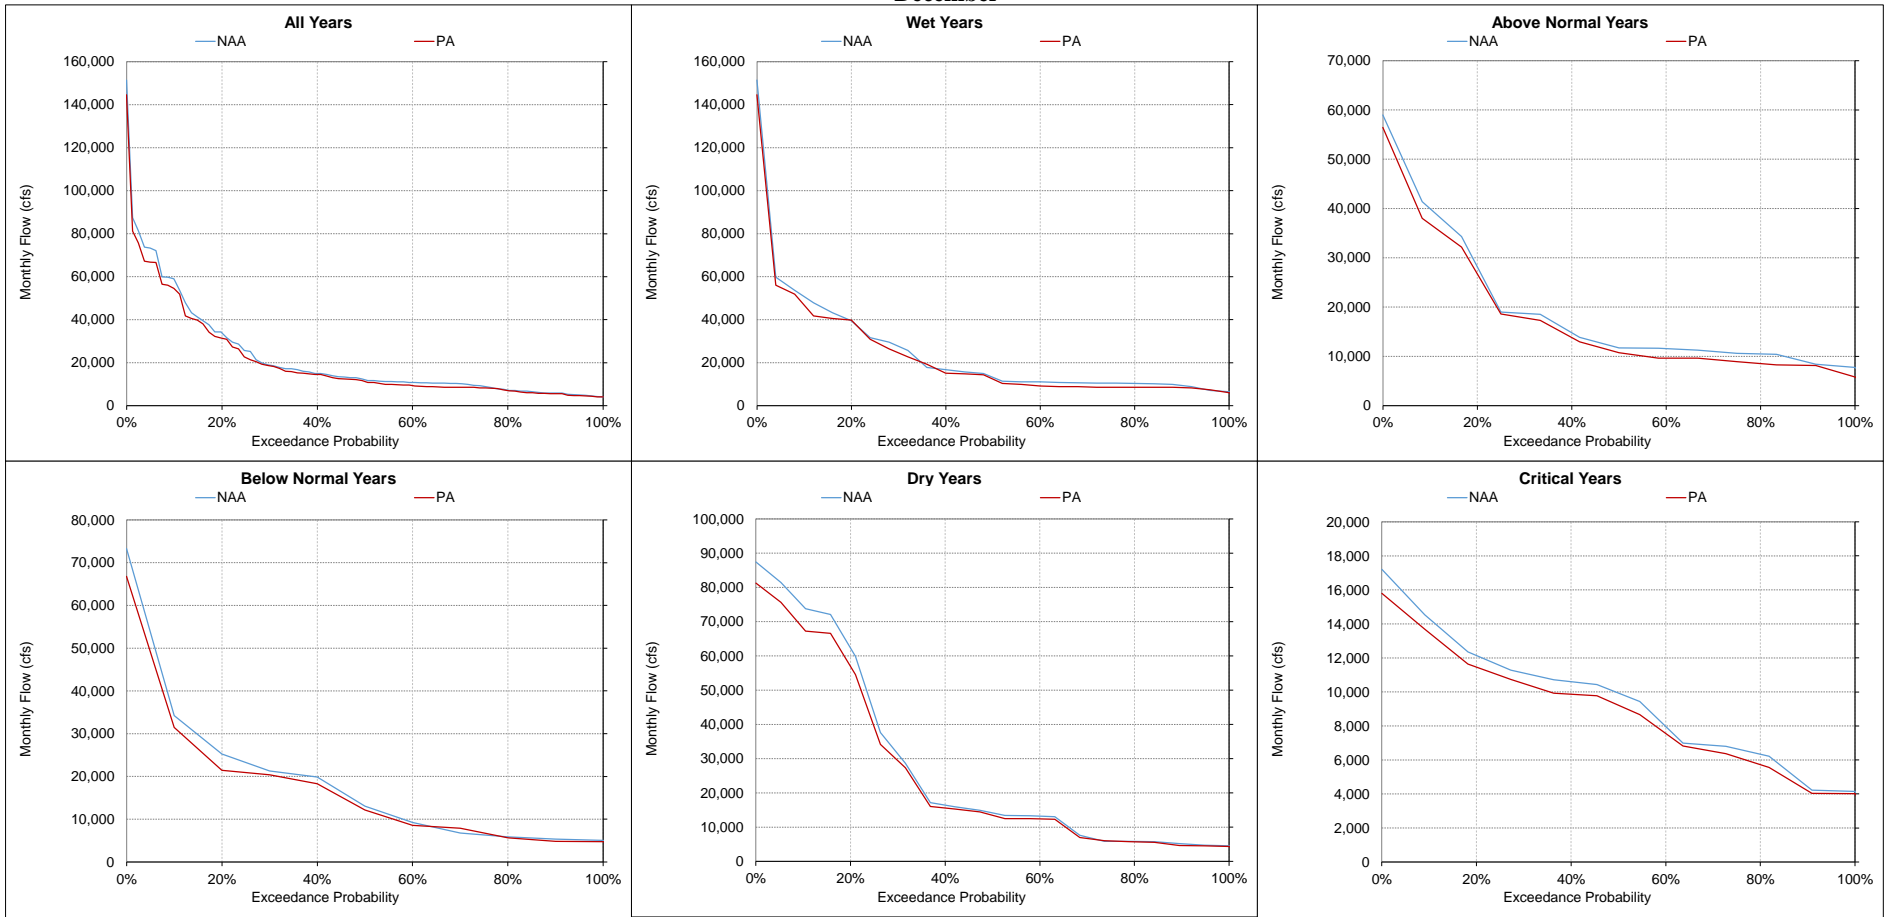 December
All Years
NAA PA
160,000
140,000
120,000
100,000
80,000
60,000
40,000
20,000
0
Monthly Flow (cfs)
0% 20% 40% 60% 80% 100%
Exceedance Probability
Wet Years
NAA PA
160,000
140,000
120,000
100,000
80,000
60,000
40,000
20,000
0
Monthly Flow (cfs)
0% 20% 40% 60% 80% 100%
Exceedance Probability
Above Normal Years
NAA PA
70,000
60,000
50,000
40,000
30,000
20,000
10,000
0
Monthly Flow (cfs)
0% 20% 40% 60% 80% 100%
Exceedance Probability
Below Normal Years
NAA PA
80,000
70,000
60,000
50,000
40,000
30,000
20,000
10,000
0
Monthly Flow (cfs)
0% 20% 40% 60% 80% 100%
Exceedance Probability
Dry Years
NAA PA
100,000
90,000
80,000
70,000
60,000
50,000
40,000
30,000
20,000
10,000
0
Monthly Flow (cfs)
0% 20% 40% 60% 80% 100%
Exceedance Probability
Critical Years
NAA PA
20,000
18,000
16,000
14,000
12,000
10,000
8,000
6,000
4,000
2,000
0
Monthly Flow (cfs)
0% 20% 40% 60% 80% 100%
Exceedance Probability